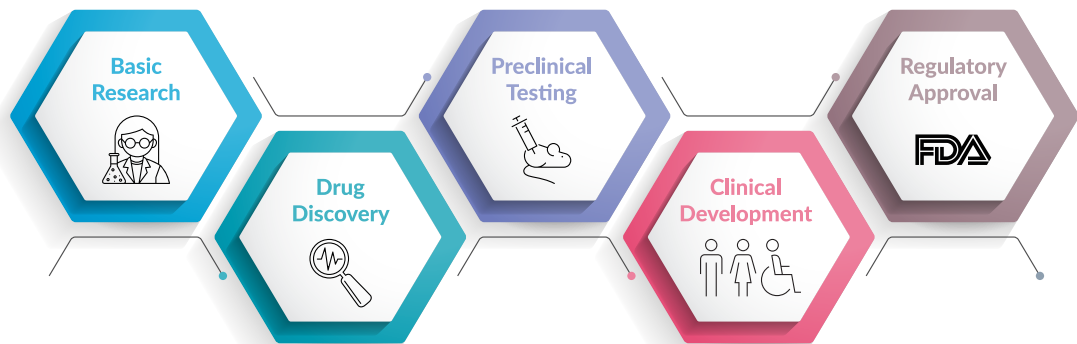 Basic
Research
Drug
Discovery
Preclinical
Testing
Clinical
Development
Regulatory
Approval
FDA